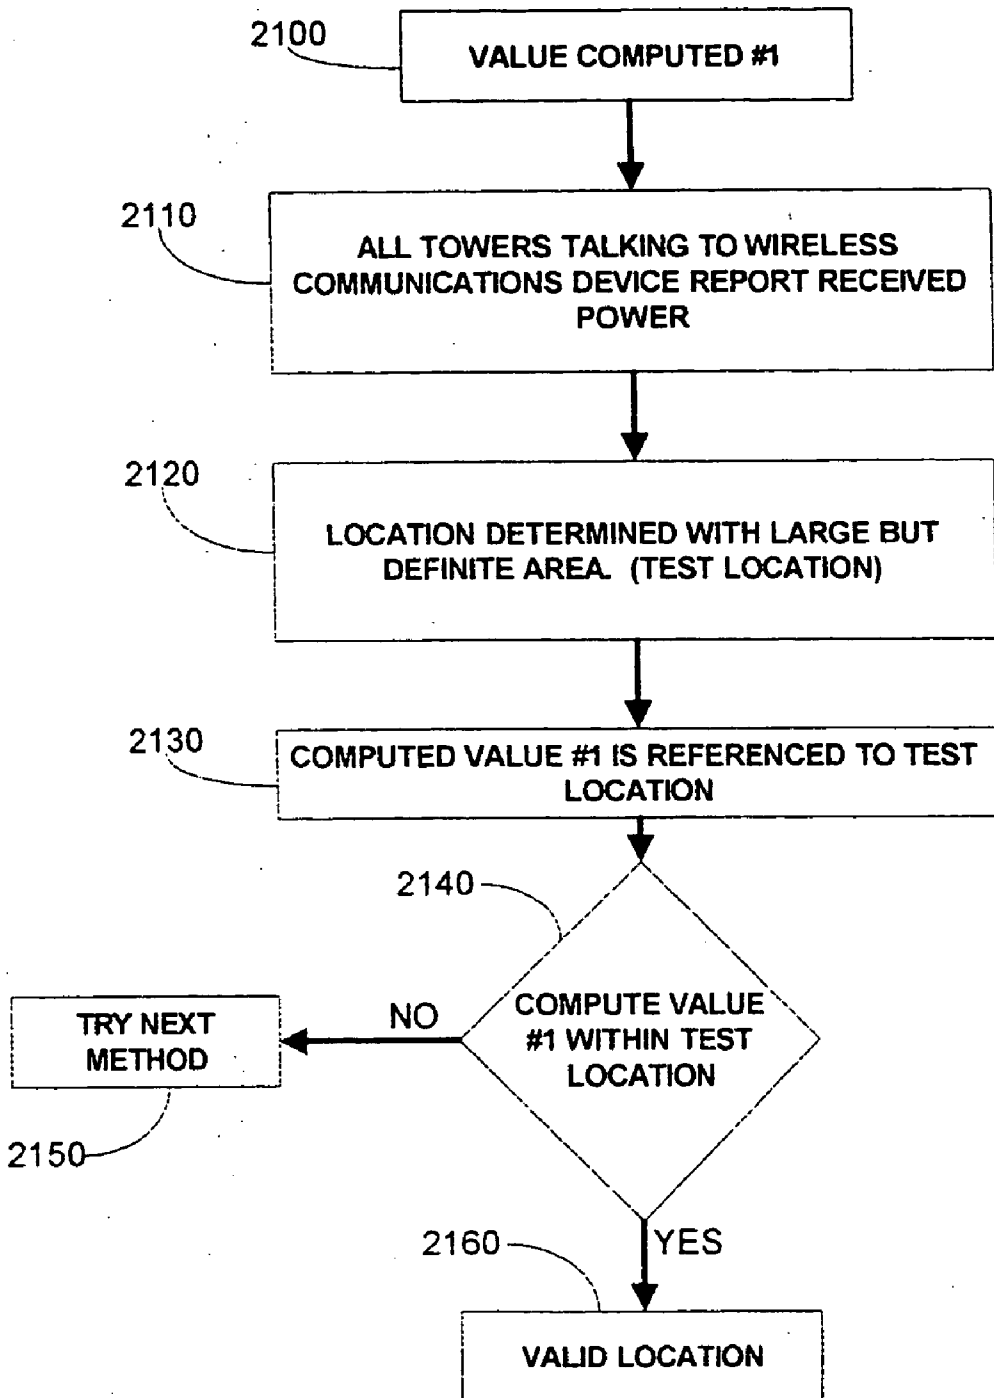 2100
VALUE COMPUTED #1
2110
ALL TOWERS TALKING TO WIRELESS
COMMUNICATIONS DEVICE REPORT RECEIVED
POWER
2120
LOCATION DETERMINED WITH LARGE BUT
DEFINITE AREA. (TEST LOCATION)
2130
COMPUTED VALUE #1 IS REFERENCED TO TEST
LOCATION
2140
COMPUTE VALUE
#1 WITHIN TEST
LOCATION
NO
TRY NEXT
METHOD
2150
YES
2160
VALID LOCATION